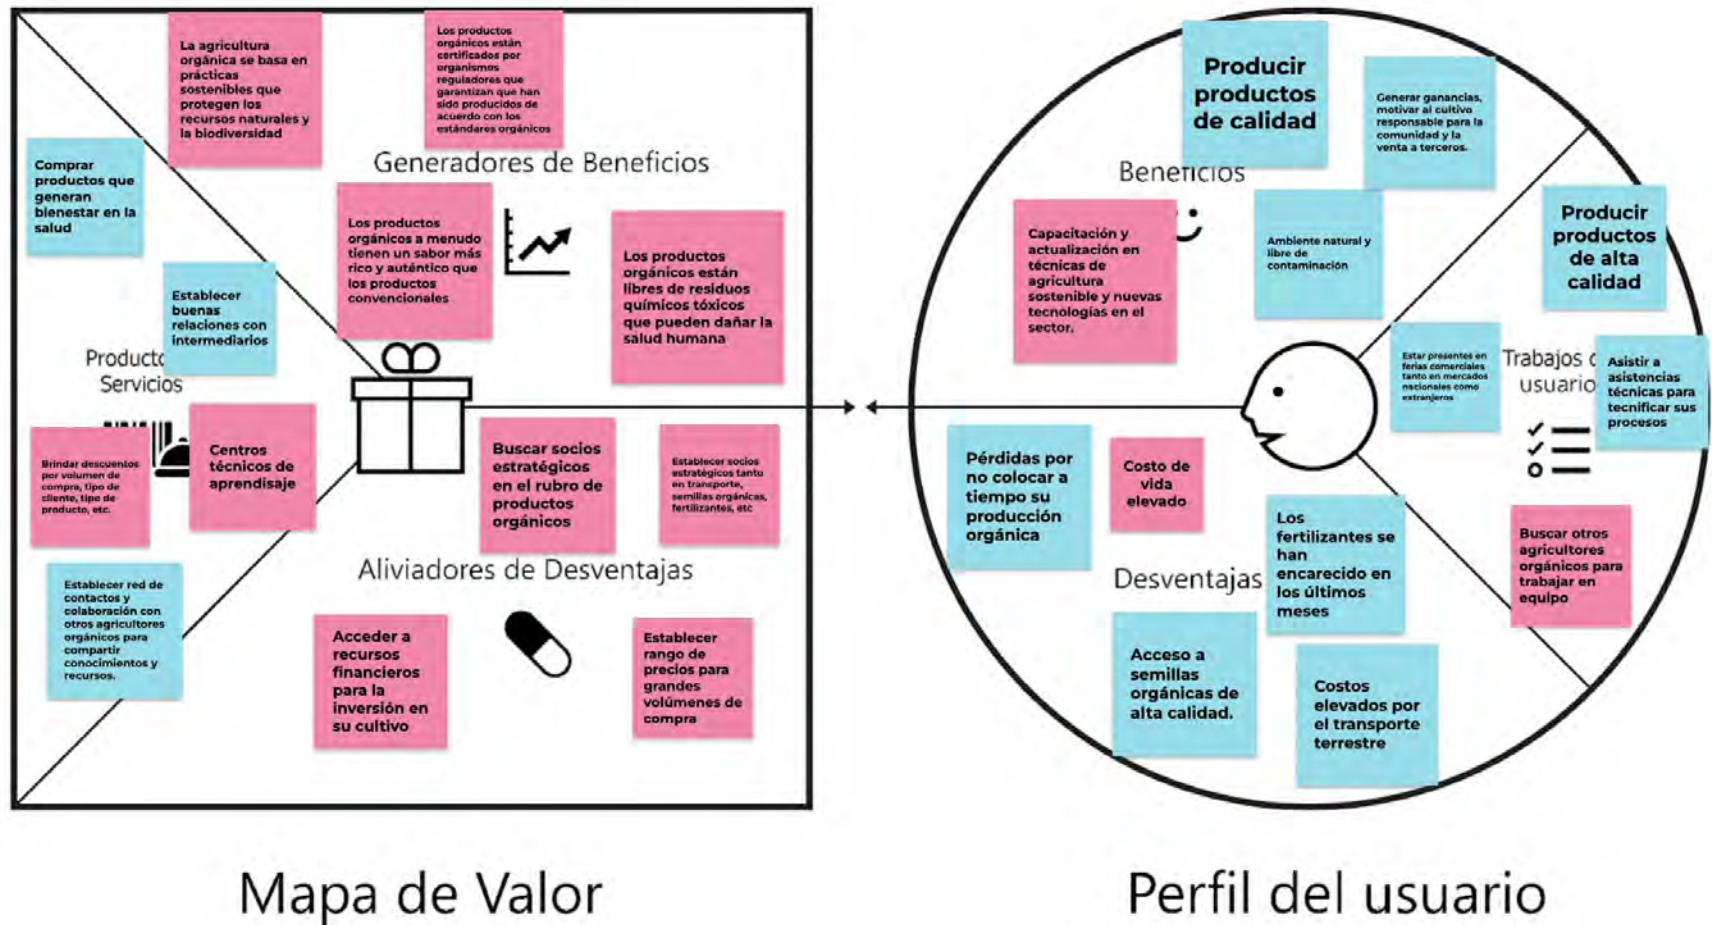 La agricultura
orgánica se basa en
prácticas
sostenibles que
protegen los
recursos naturales y
la biodiversidad
Los productos
orgánicos están
certificados por
organismos
reguladores que
garantizan que han
sido producidos de
acuerdo con los
estándares orgánicos
Comprar
productos que
generan
bienestar en la
salud
Generadores de Beneficios
Los productos
orgánicos a menudo
tienen un sabor más
rico y auténtico que
los productos
convencionales
Los productos
orgánicos están
libres de residuos
químicos tóxicos
que pueden dañar la
salud humana
Establecer
buenas
relaciones con
intermediarios
Producto
Servicios
Brindar descuentos
por volumen de
compra, tipo de
cliente, tipo de
producto, etc.
Centros
técnicos de
aprendisaje
Buscar socios
estratégicos
en el rubro de
productos
orgánicos
Establecer socios
estratégicos tanto
en transporte,
semillas orgánicas,
fertilizantes, etc
Aliviadores de Desventajas
Establecer red de
contactos y
colaboración con
otros agricultores
orgánicos para
compartir
conocimientos y
recursos.
Acceder a
recursos
financieros
para la
inversión en
su cultivo
Establecer
rango de
precios para
grandes
volúmenes de
compra
Mapa de Valor
Producir
productos
de calidad
Generar ganancias,
motivar al cultivo
responsable para la
comunidad y la
venta a terceros.
Beneficios
Capacitación y
actualización en
técnicas de
agricultura
sostenible y nuevas
tecnologías en el
sector.
Ambiente natural y
libre de
contaminación
Producir
productos
de alta
calidad
Estar presentes en
ferias comerciales
tanto en mercados
nacionales como
extranjeros
Trabajos d
usuario
Asistir a
asistencias
técnicas para
tecnificar sus
procesos
Pérdidas por
no colocar a
tiempo su
producción
orgánica
Costo de
vida
elevado
Los
fertilizantes se
han
encarecido en
los últimos
meses
Buscar otros
agricultores
orgánicos para
trabajar en
equipo
Desventajas
Acceso a
semillas
orgánicas de
alta calidad.
Costos
elevados por
el transporte
terrestre
Perfil del usuario